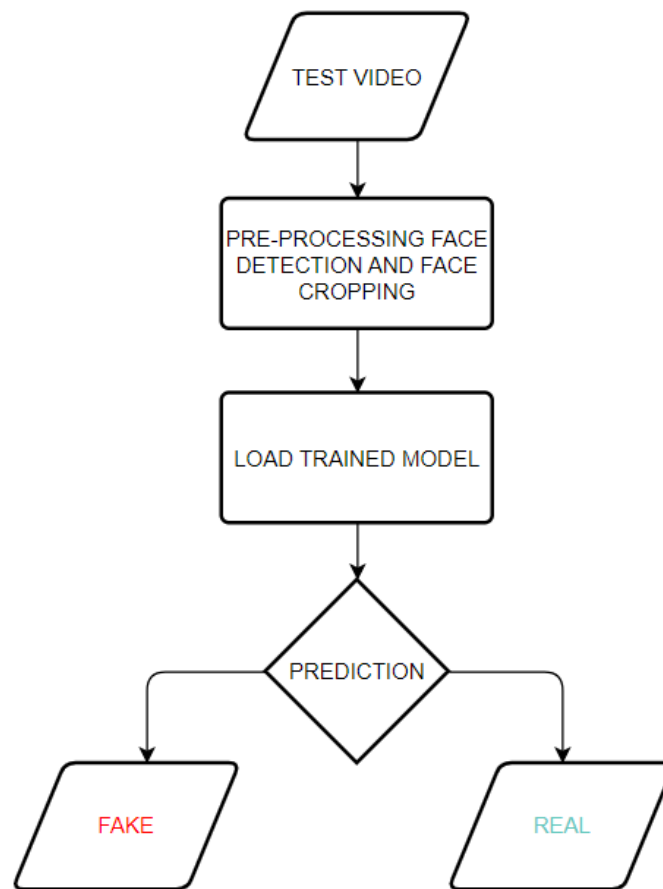 TEST VIDEO
PRE-PROCESSING FACE
DETECTION AND FACE
CROPPING
LOAD TRAINED MODEL
PREDICTION
FAKE
REAL